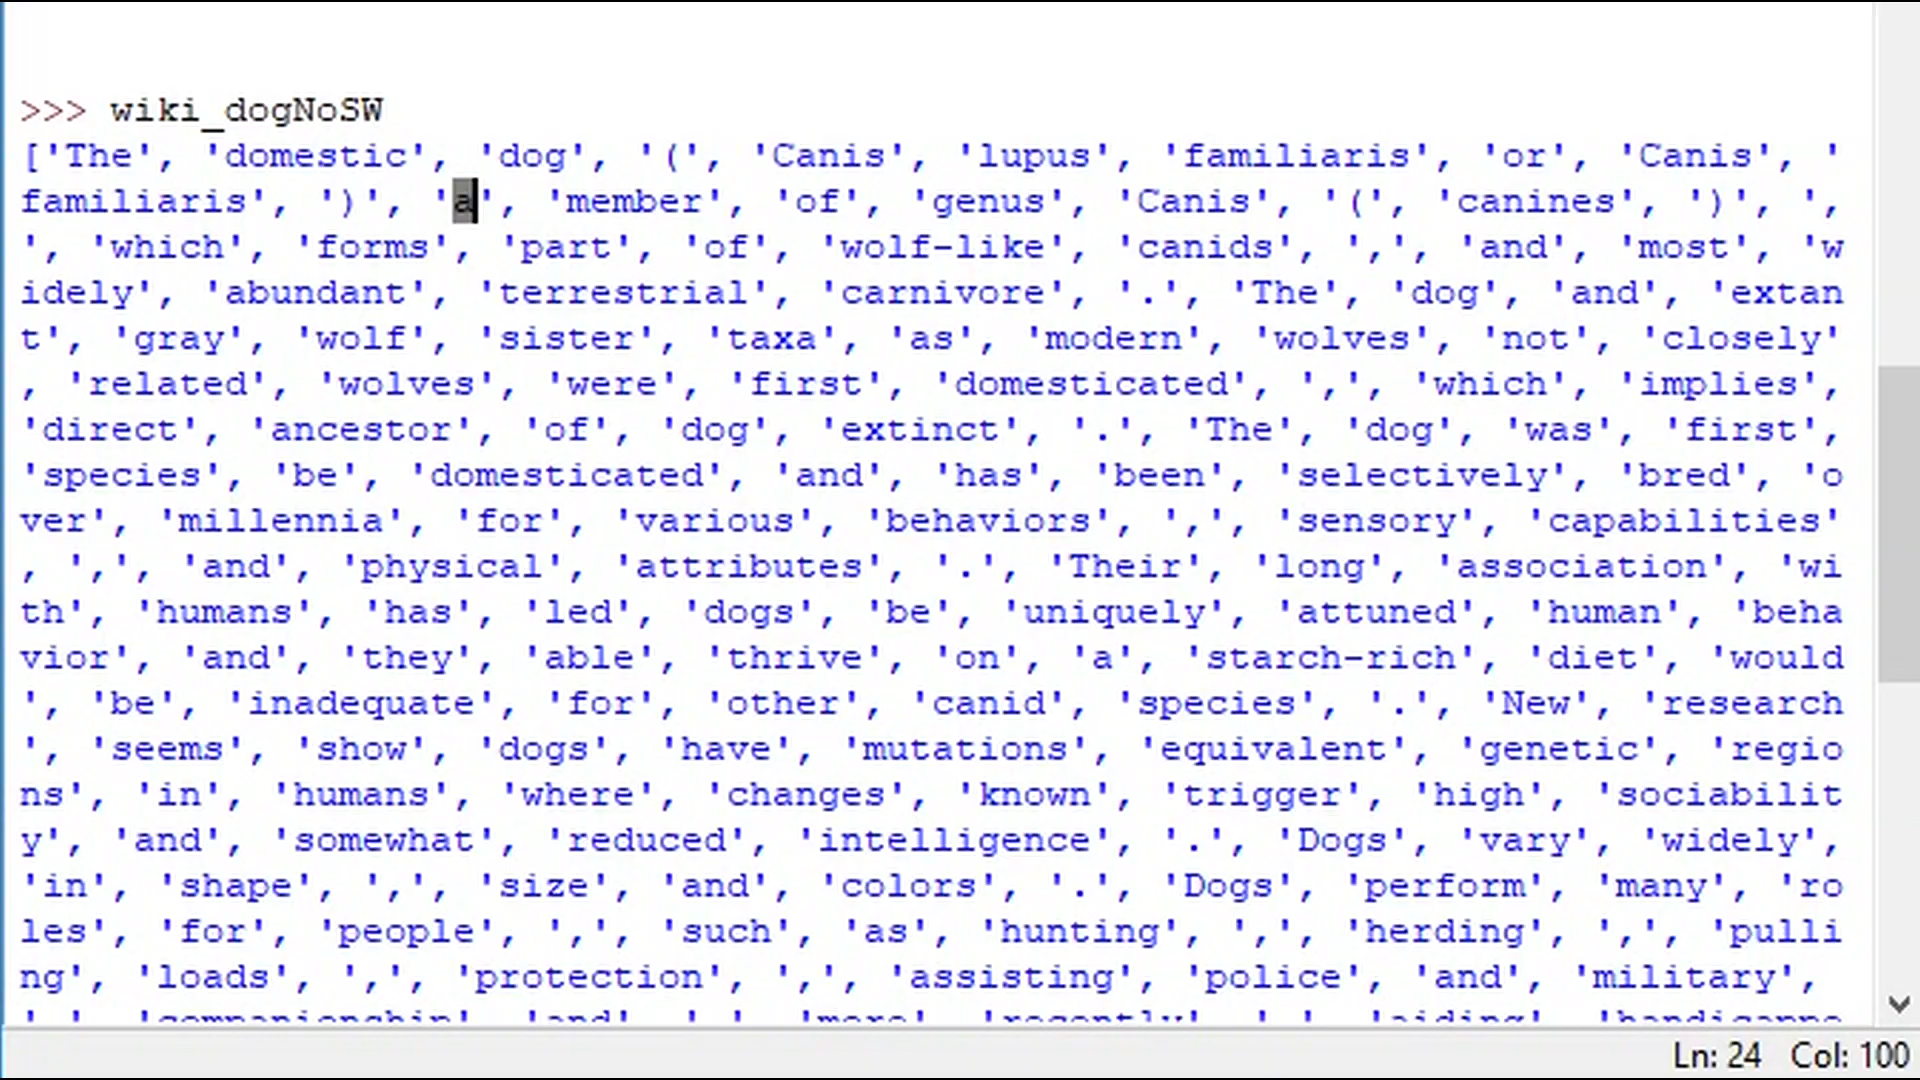 >>> wiki_dogNoSW
['The', 'domestic', 'dog', '(', 'Canis', 'lupus', 'familiaris', 'or', 'Canis', '
familiaris', ')', 'a', 'member', 'of', 'genus', 'Canis', '(', 'canines', ')', ',
', 'which', 'forms', 'part', 'of', 'wolf-like', 'canids', ',', 'and', 'most', 'w
idely', 'abundant', 'terrestrial', 'carnivore', '.', 'The', 'dog', 'and', 'extan
t', 'gray', 'wolf', 'sister', 'taxa', 'as', 'modern', 'wolves', 'not', 'closely'
, 'related', 'wolves', 'were', 'first', 'domesticated', ',', 'which', 'implies',
'direct', 'ancestor', 'of', 'dog', 'extinct', '.', 'The', 'dog', 'was', 'first',
'species', 'be', 'domesticated', 'and', 'has', 'been', 'selectively', 'bred', 'o
ver', 'millennia', 'for', 'various', 'behaviors', ',', 'sensory', 'capabilities'
, ',', 'and', 'physical', 'attributes', '.', 'Their', 'long', 'association', 'wi
th', 'humans', 'has', 'led', 'dogs', 'be', 'uniquely', 'attuned', 'human', 'beha
vior', 'and', 'they', 'able', 'thrive', 'on', 'a', 'starch-rich', 'diet', 'would
', 'be', 'inadequate', 'for', 'other', 'canid', 'species', '.', 'New', 'research
', 'seems', 'show', 'dogs', 'have', 'mutations', 'equivalent', 'genetic', 'regio
ns', 'in', 'humans', 'where', 'changes', 'known', 'trigger', 'high', 'sociabilit
y', 'and', 'somewhat', 'reduced', 'intelligence', '.', 'Dogs', 'vary', 'widely',
'in', 'shape', ',', 'size', 'and', 'colors', '.', 'Dogs', 'perform', 'many', 'ro
les', 'for', 'people', ',', 'such', 'as', 'hunting', ',', 'herding', ',', 'pulli
ng', 'loads', ',', 'protection', ',', 'assisting', 'police', 'and', 'military',
',', 'companionship', 'and', ',', 'more', 'recently', ',', 'aiding', 'handicappe
Ln: 24 Col: 100